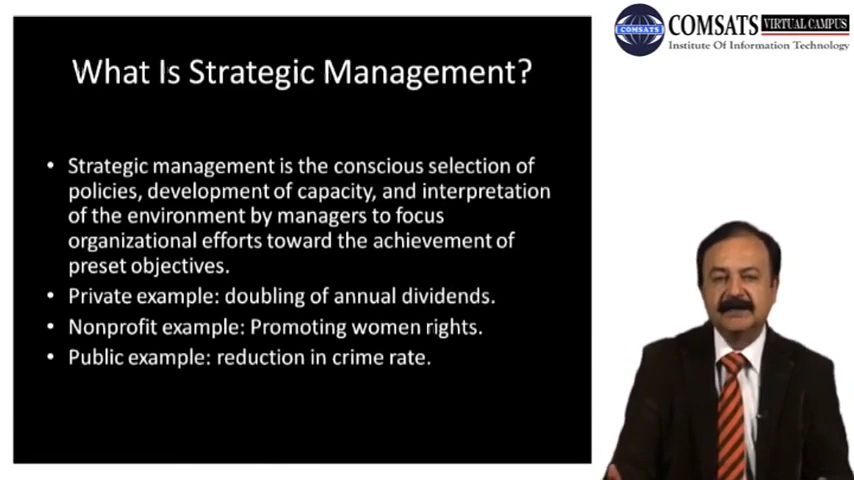 COMSATS VIRTUAL CAMPUS
COMSATS
Institute Of Information Technology
What Is Strategic Management?
• Strategic management is the conscious selection of
policies, development of capacity, and interpretation
of the environment by managers to focus
organizational efforts toward the achievement of
preset objectives.
• Private example: doubling of annual dividends.
• Nonprofit example: Promoting women rights.
• Public example: reduction in crime rate.